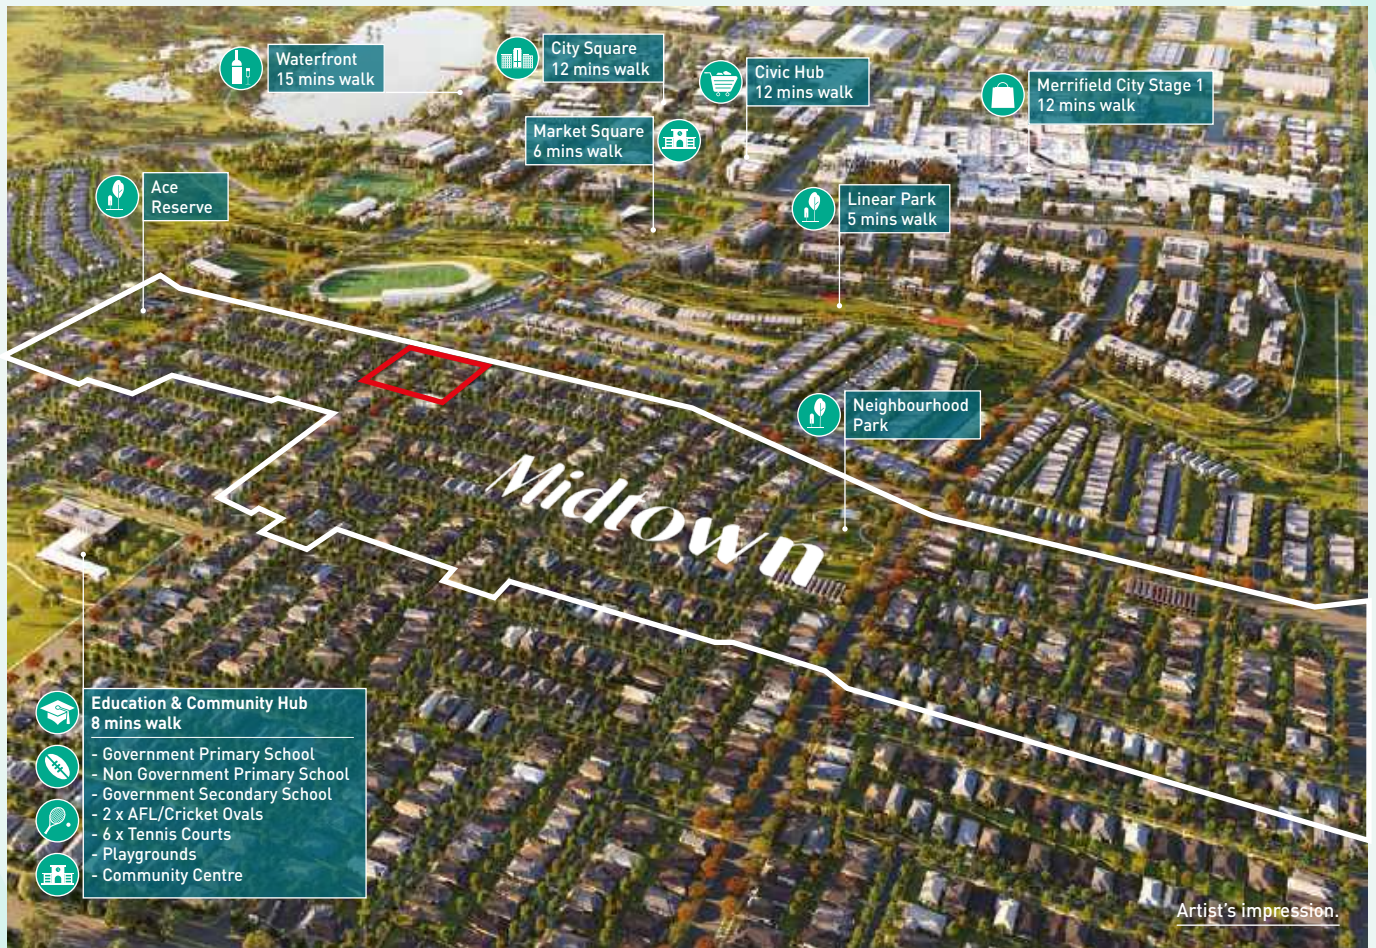 Waterfront
15 mins walk
City Square
12 mins walk
Civic Hub
12 mins walk
Merrifield City Stage 1
12 mins walk
Market Square
6 mins walk
Ace
Reserve
Linear Park
5 mins walk
Neighbourhood
Park
Midtown
Education & Community Hub
8 mins walk
- Government Primary School
- Non Government Primary School
- Government Secondary School
- 2 x AFL/Cricket Ovals
- 6 x Tennis Courts
- Playgrounds
- Community Centre
Artist's impression.